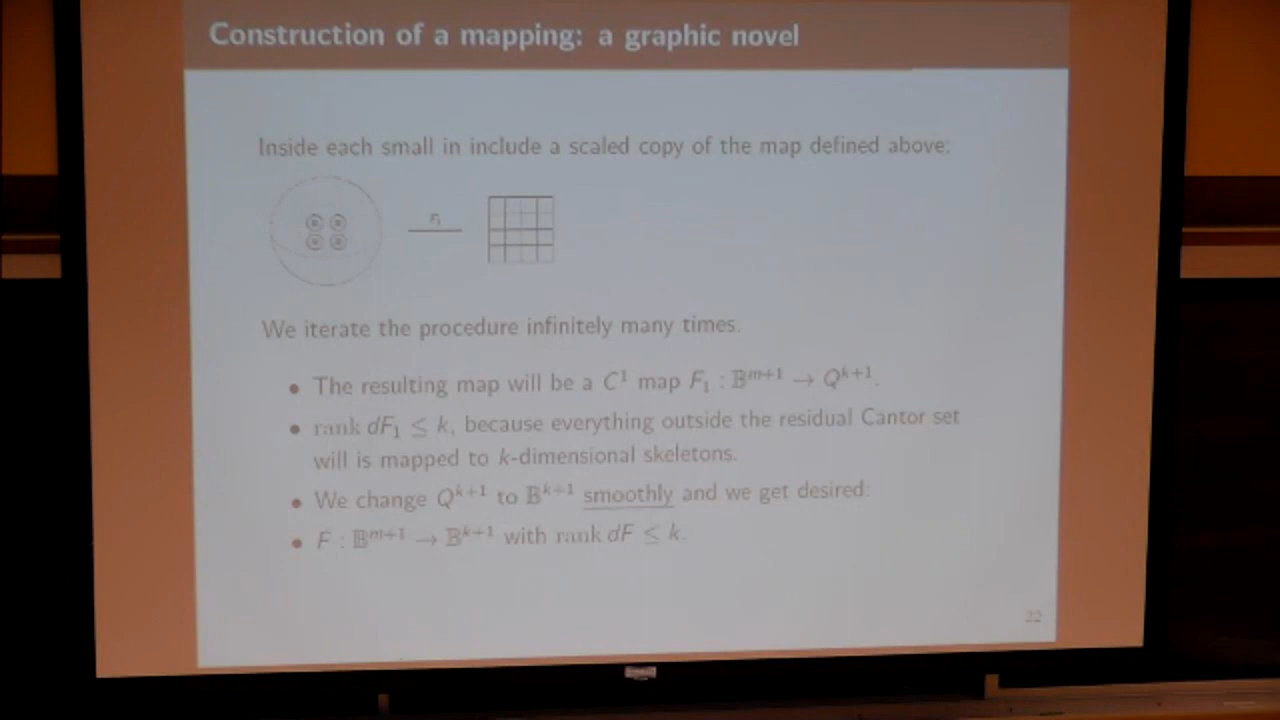 Construction of a mapping: a graphic novel
Inside each small in include a scaled copy of the map defined above:
F₁
We iterate the procedure infinitely many times.
• The resulting map will be a C¹ map F₁ : 𝔹ᵐ⁺¹ → Qᵏ⁺¹.
• rank dF₁ ≤ k, because everything outside the residual Cantor set
will is mapped to k-dimensional skeletons.
• We change Qᵏ⁺¹ to 𝔹ᵏ⁺¹ smoothly and we get desired:
• F : 𝔹ᵐ⁺¹ → 𝔹ᵏ⁺¹ with rank dF ≤ k.
22